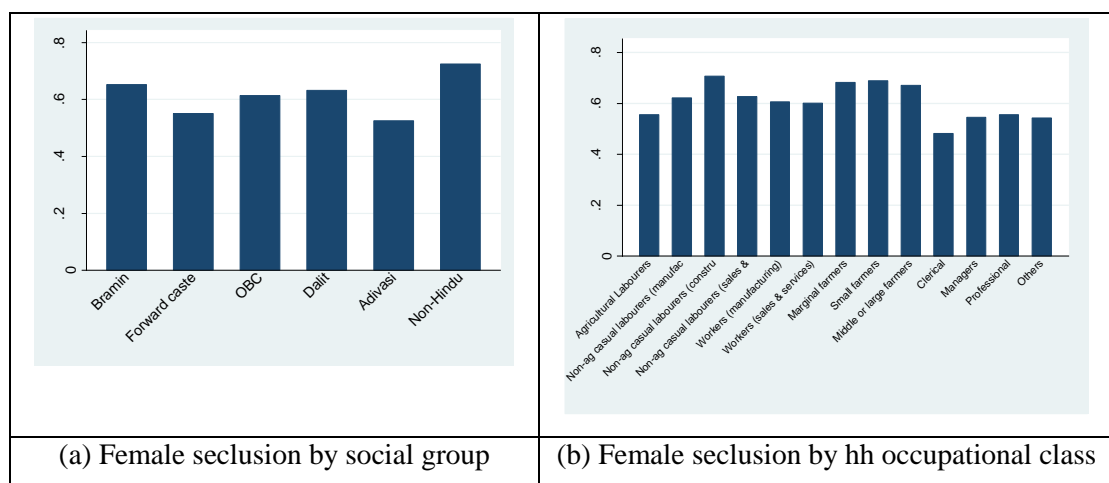 .8
.6
.4
.2
0
Bramin
Forward caste
OBC
Dalit
Adivasi
Non-Hindu
.8
.6
.4
.2
0
Agricultural Labourers
Non-ag casual labourers (manufac
Non-ag casual labourers (constru
Non-ag casual labourers (sales &
Workers (manufacturing)
Workers (sales & services)
Marginal farmers
Small farmers
Middle or large farmers
Clerical
Managers
Professional
Others
(a) Female seclusion by social group
(b) Female seclusion by hh occupational class